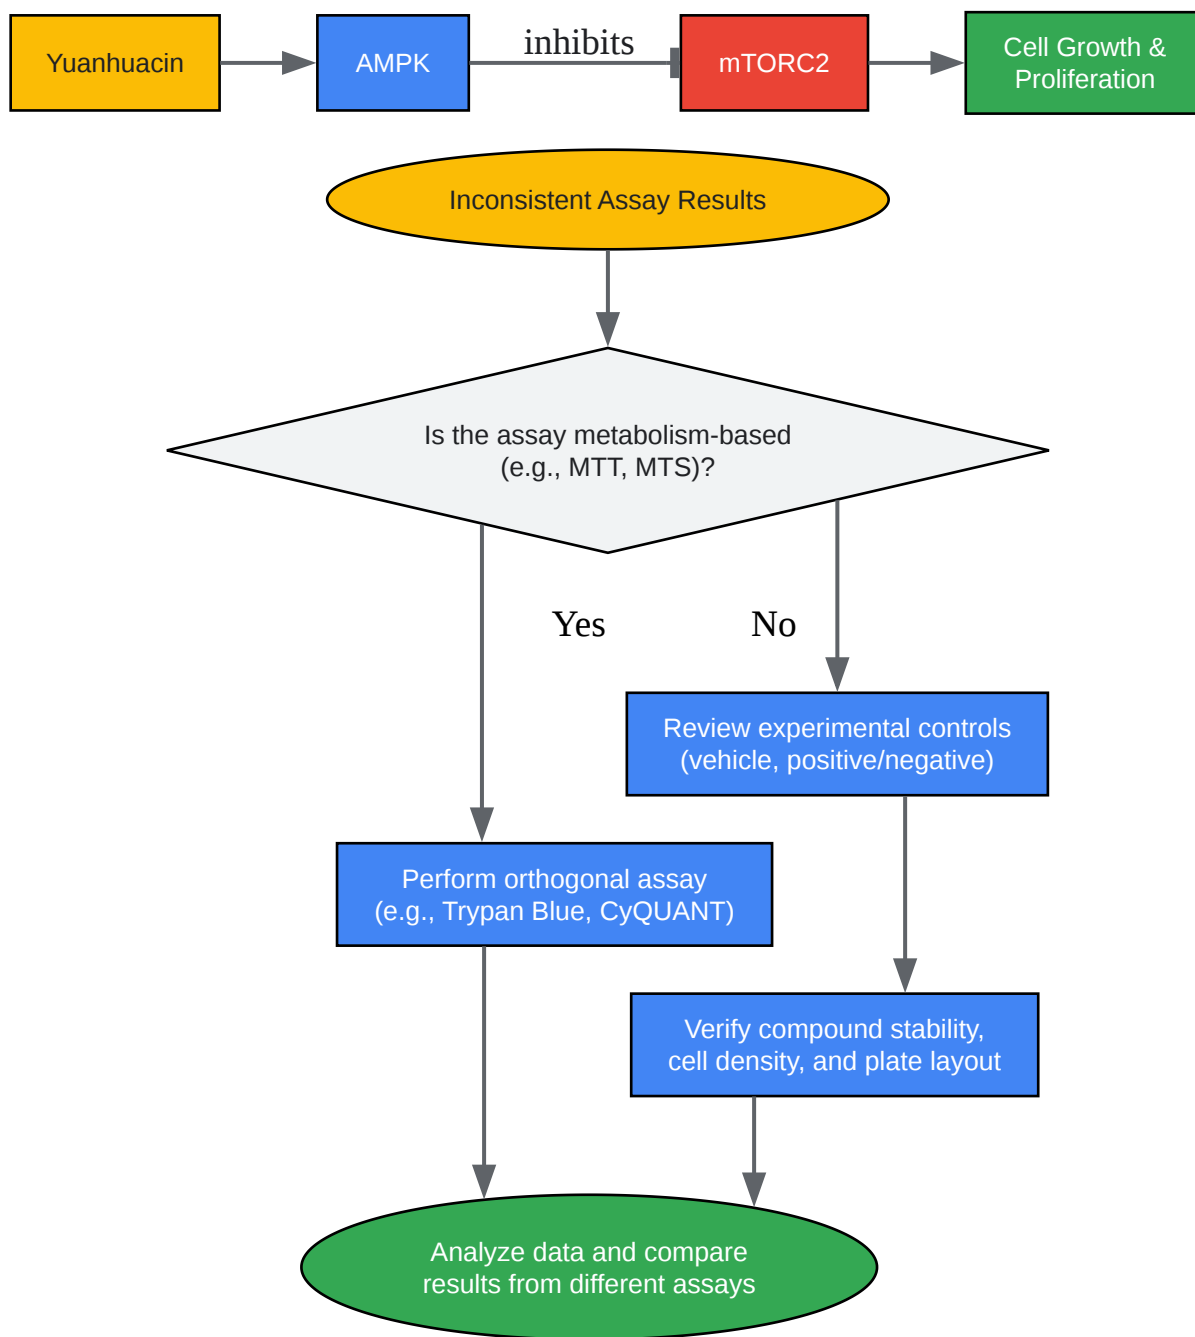 Yuanhuacin
AMPK
inhibits
mTORC2
Cell Growth &
Proliferation
Inconsistent Assay Results
Is the assay metabolism-based
(e.g., MTT, MTS)?
Yes
No
Review experimental controls
(vehicle, positive/negative)
Perform orthogonal assay
(e.g., Trypan Blue, CyQUANT)
Verify compound stability,
cell density, and plate layout
Analyze data and compare
results from different assays